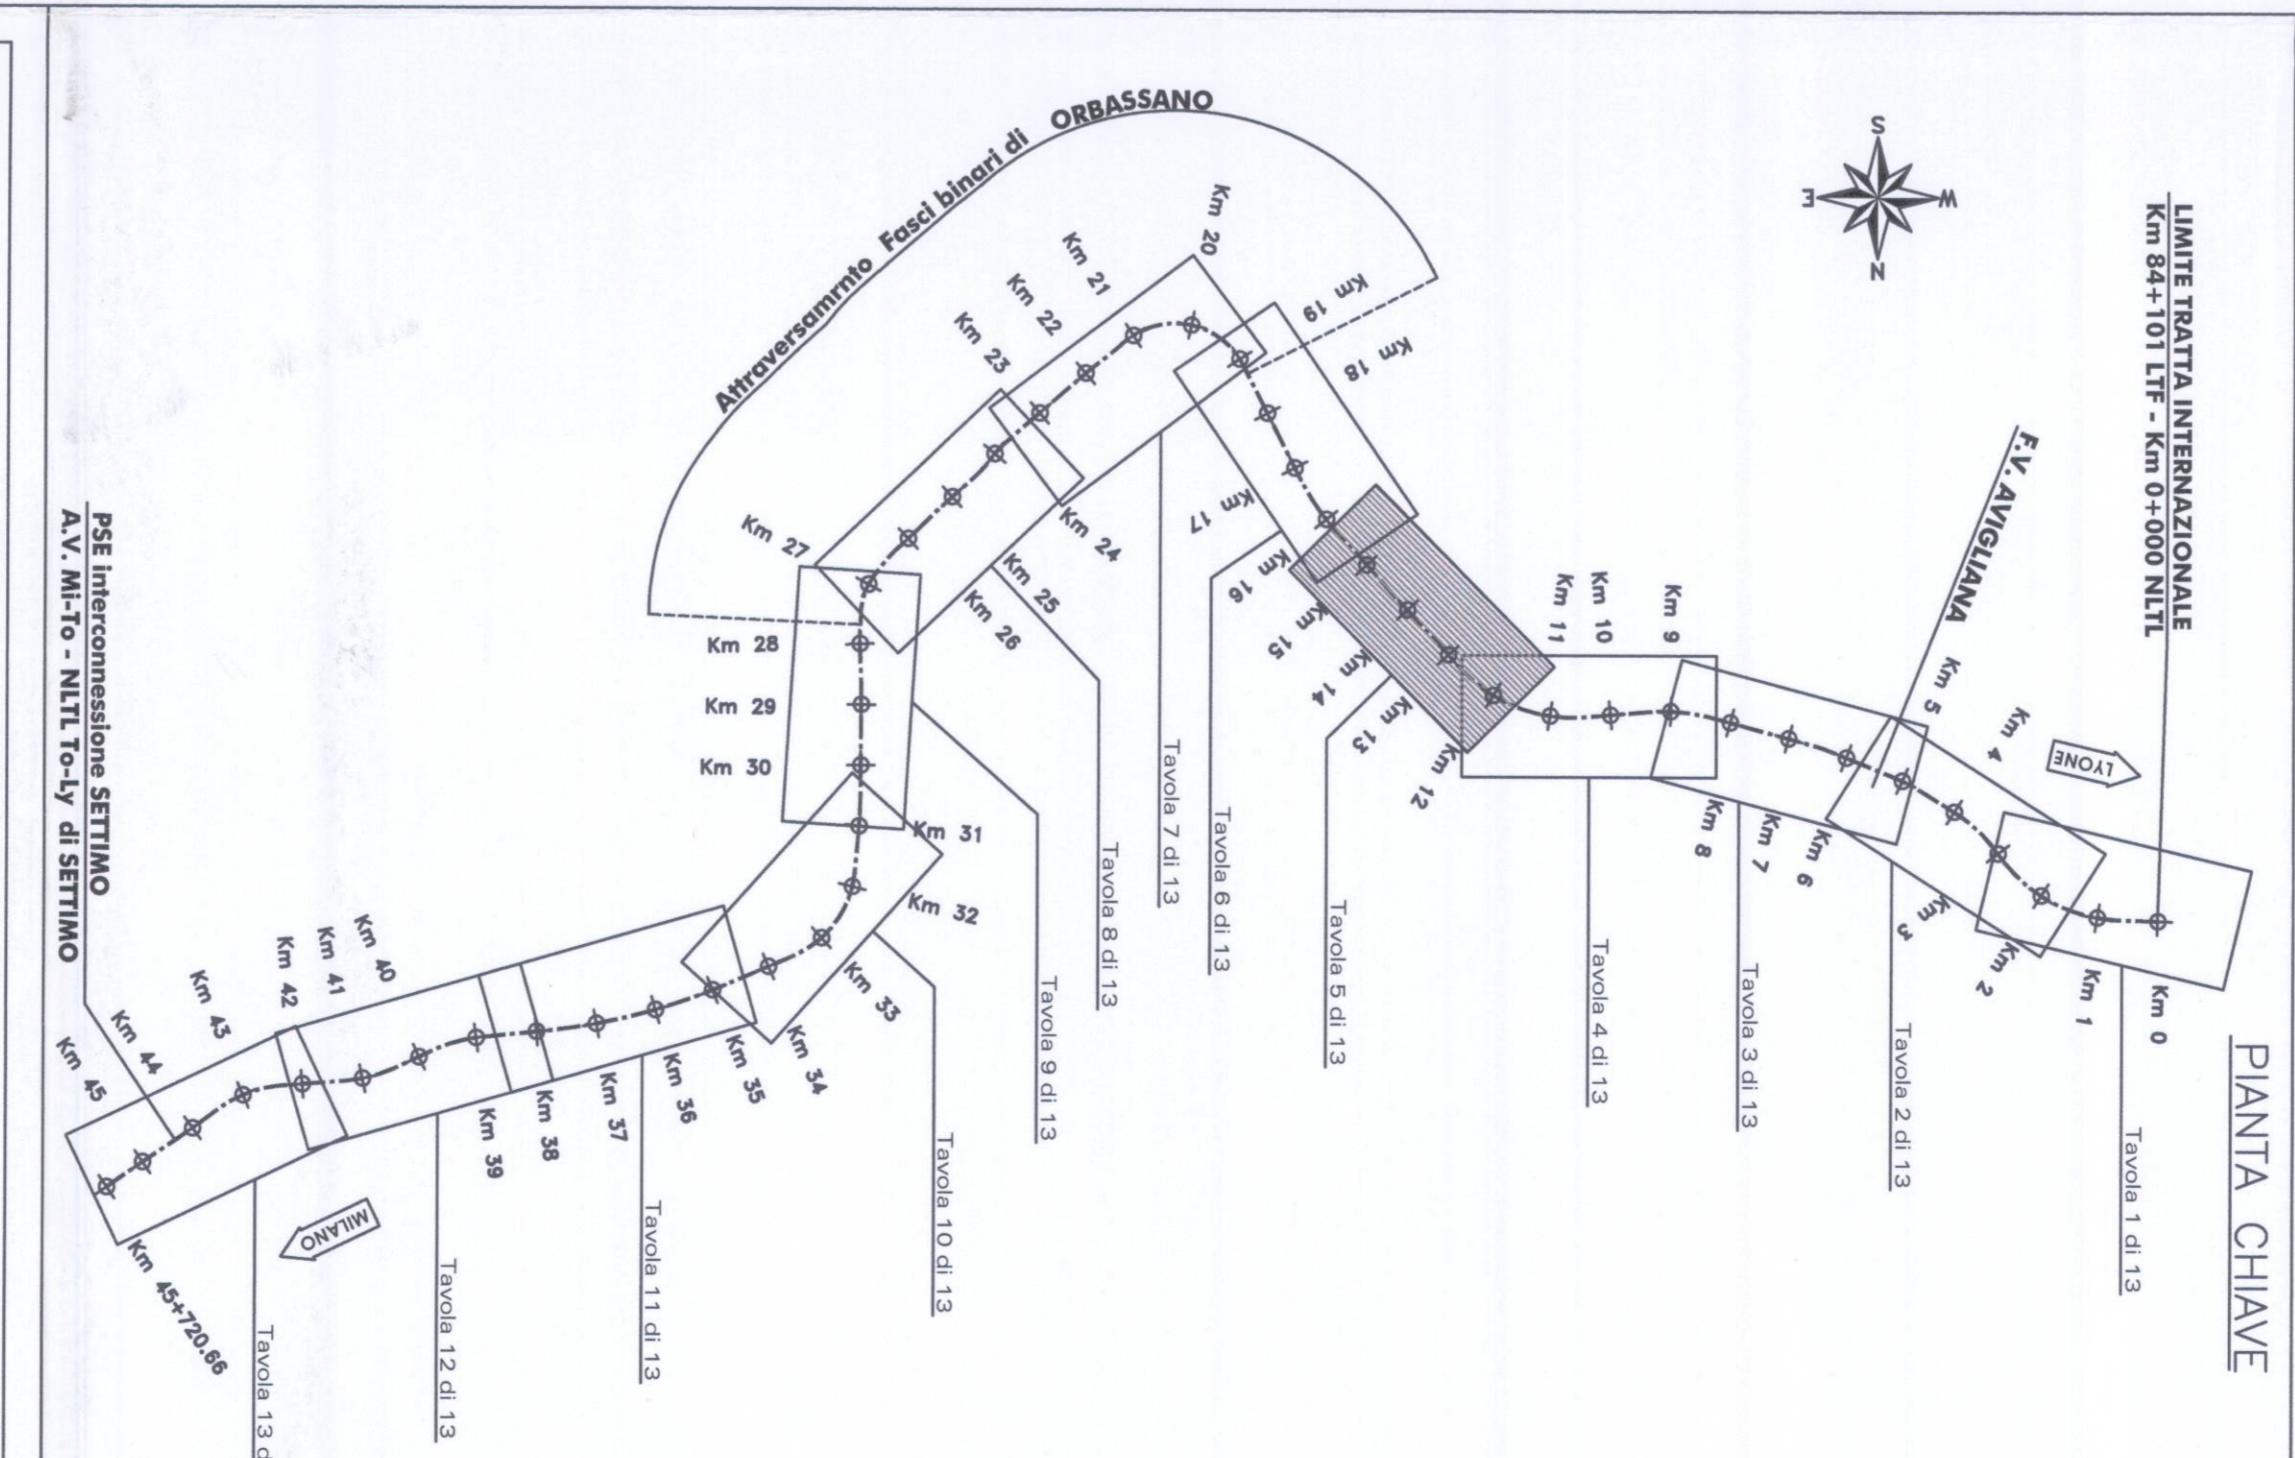 PIANTA CHIAVE
LIMITE TRATTA INTERNAZIONALE
Km 84+101 LTF - Km 0+000 NLTL
S
W
E
N
F.V. AVIGLIANA
LYONE
Km 0
Km 1
Km 2
Km 3
Km 4
Km 5
Km 6
Km 7
Km 8
Km 9
Km 10
Km 11
Km 12
Km 13
Km 14
Km 15
Km 16
Km 17
Km 18
Km 19
Km 20
Km 21
Km 22
Km 23
Km 24
Km 25
Km 26
Km 27
Km 28
Km 29
Km 30
Km 31
Km 32
Km 33
Km 34
Km 35
Km 36
Km 37
Km 38
Km 39
Km 40
Km 41
Km 42
Km 43
Km 44
Km 45
Km 45+720.66
Tavola 1 di 13
Tavola 2 di 13
Tavola 3 di 13
Tavola 4 di 13
Tavola 5 di 13
Tavola 6 di 13
Tavola 7 di 13
Tavola 8 di 13
Tavola 9 di 13
Tavola 10 di 13
Tavola 11 di 13
Tavola 12 di 13
Tavola 13 d
Attraversamrnto Fasci binari di ORBASSANO
MILANO
PSE interconnessione SETTIMO
A.V. Mi-To - NLTL To-Ly di SETTIMO